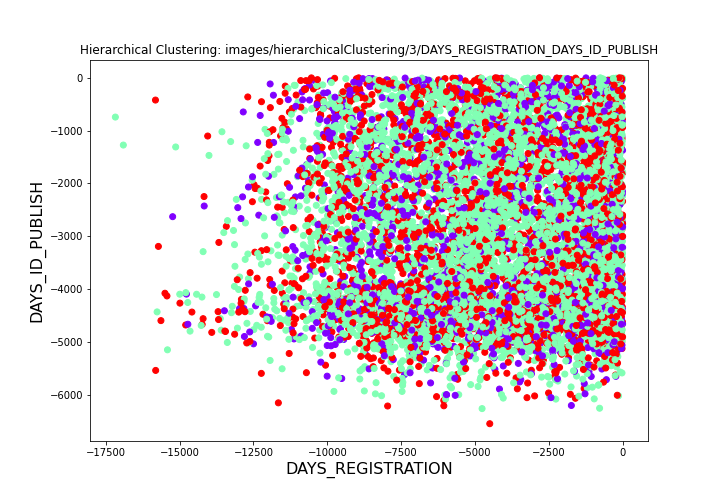 Hierarchical Clustering: images/hierarchicalClustering/3/DAYS_REGISTRATION_DAYS_ID_PUBLISH
0
−1000
−2000
−3000
−4000
−5000
−6000
DAYS_ID_PUBLISH
−17500 −15000 −12500 −10000 −7500 −5000 −2500 0
DAYS_REGISTRATION